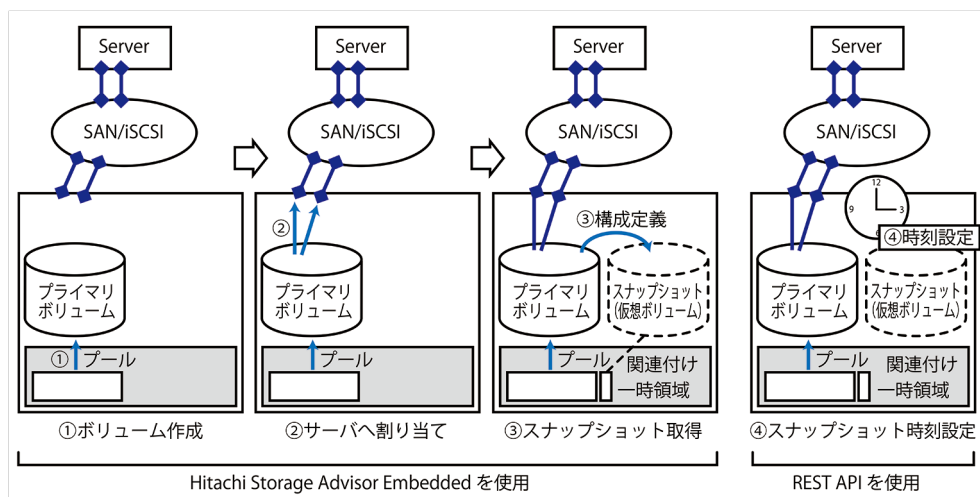 Server
SAN/iSCSI
プライマリ
ボリューム
①
プール
①ボリューム作成
Server
SAN/iSCSI
②
プライマリ
ボリューム
プール
②サーバへ割り当て
Server
SAN/iSCSI
③構成定義
プライマリ
ボリューム
スナップショット
(仮想ボリューム)
プール
関連付け
一時領域
③スナップショット取得
Hitachi Storage Advisor Embedded を使用
Server
SAN/iSCSI
12
9
3
④時刻設定
プライマリ
ボリューム
スナップショット
(仮想ボリューム)
プール
関連付け
一時領域
④スナップショット時刻設定
REST API を使用